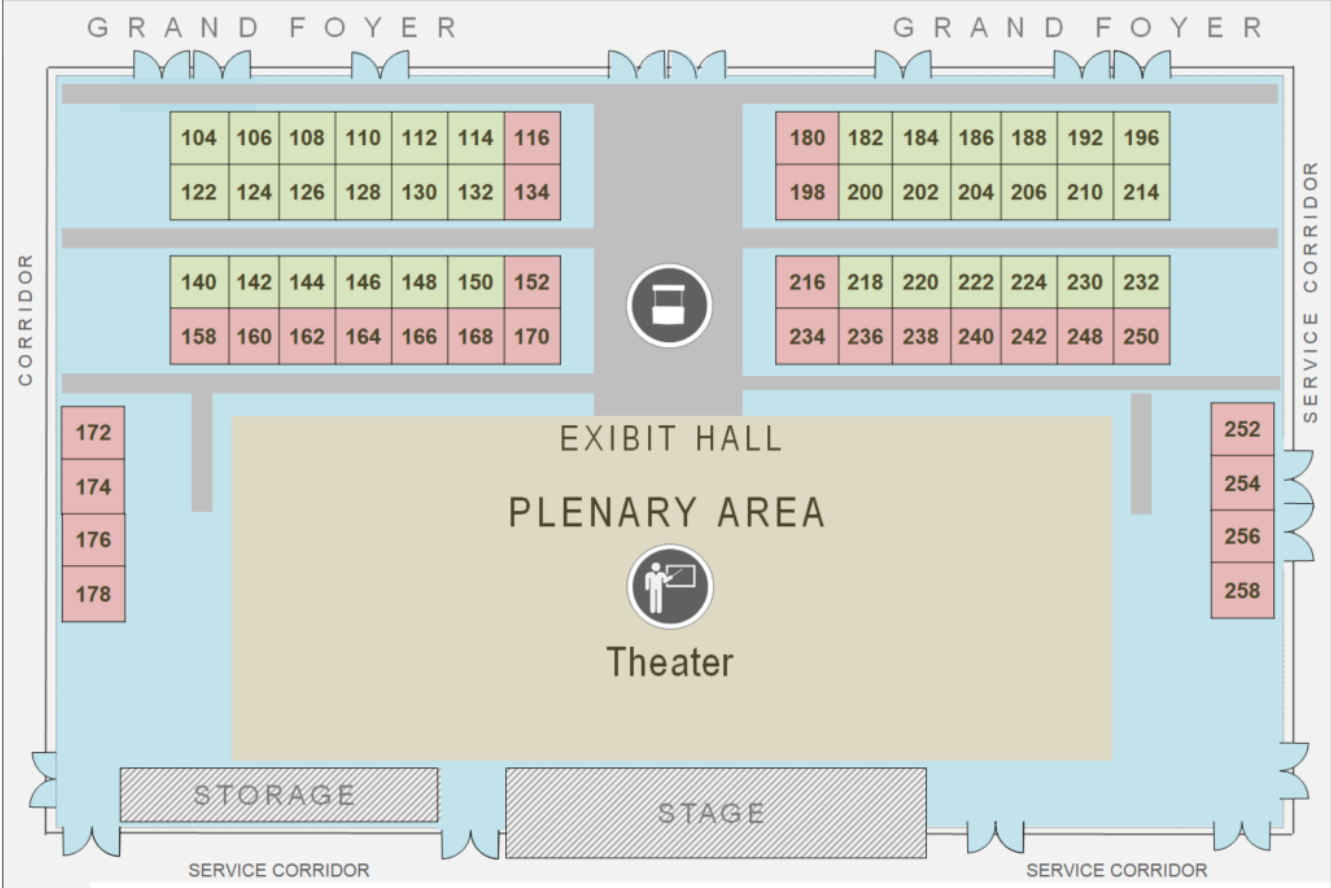 GRAND FOYER GRAND FOYER
104 106 108 110 112 114 116 180 182 184 186 188 192 196
122 124 126 128 130 132 134 198 200 202 204 206 210 214
CORRIDOR
SERVICE CORRIDOR
140 142 144 146 148 150 152 216 218 220 222 224 230 232
158 160 162 164 166 168 170 234 236 238 240 242 248 250
172 252
174 254
176 256
178 258
EXIBIT HALL
PLENARY AREA
Theater
STORAGE
STAGE
SERVICE CORRIDOR SERVICE CORRIDOR